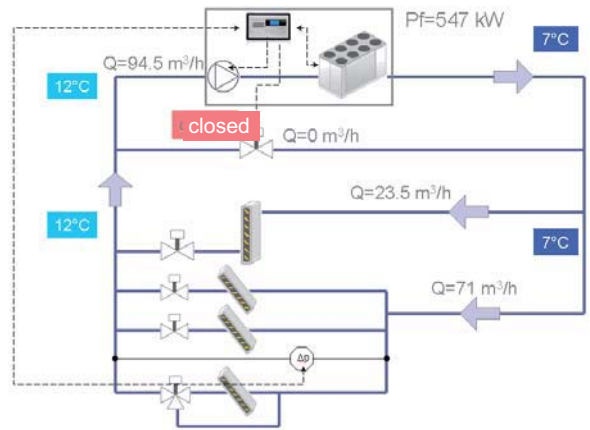 Pf=547 kW
7°C
Q=94.5 m³/h
12°C
closed
Q=0 m³/h
Q=23.5 m³/h
12°C
7°C
Q=71 m³/h
Δp